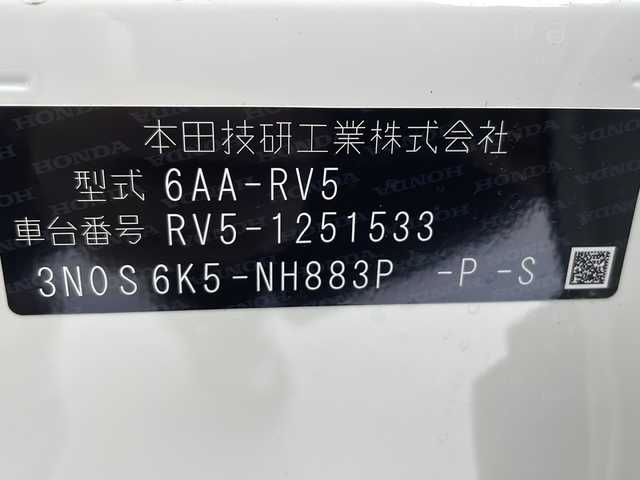 本田技研工業株式会社
型式 6AA-RV5
車台番号 RV5-1251533
3N0S6K5-NH883P -P -S